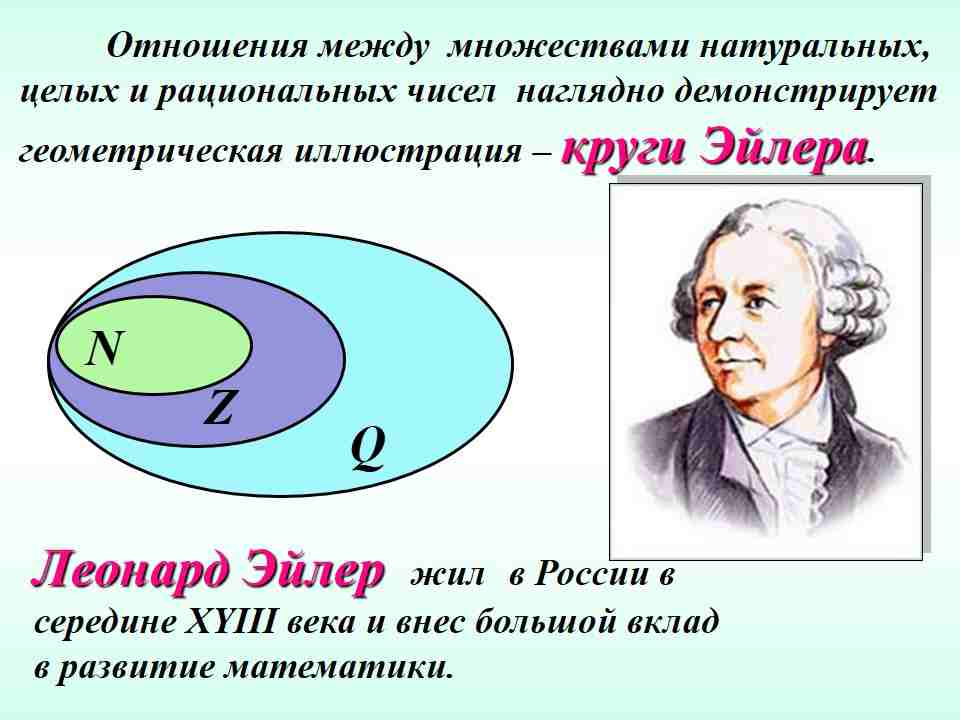 Отношения между множествами натуральных,
целых и рациональных чисел наглядно демонстрирует
геометрическая иллюстрация – круги Эйлера.
N
Z
Q
Леонард Эйлер жил в России в
середине XYIII века и внес большой вклад
в развитие математики.